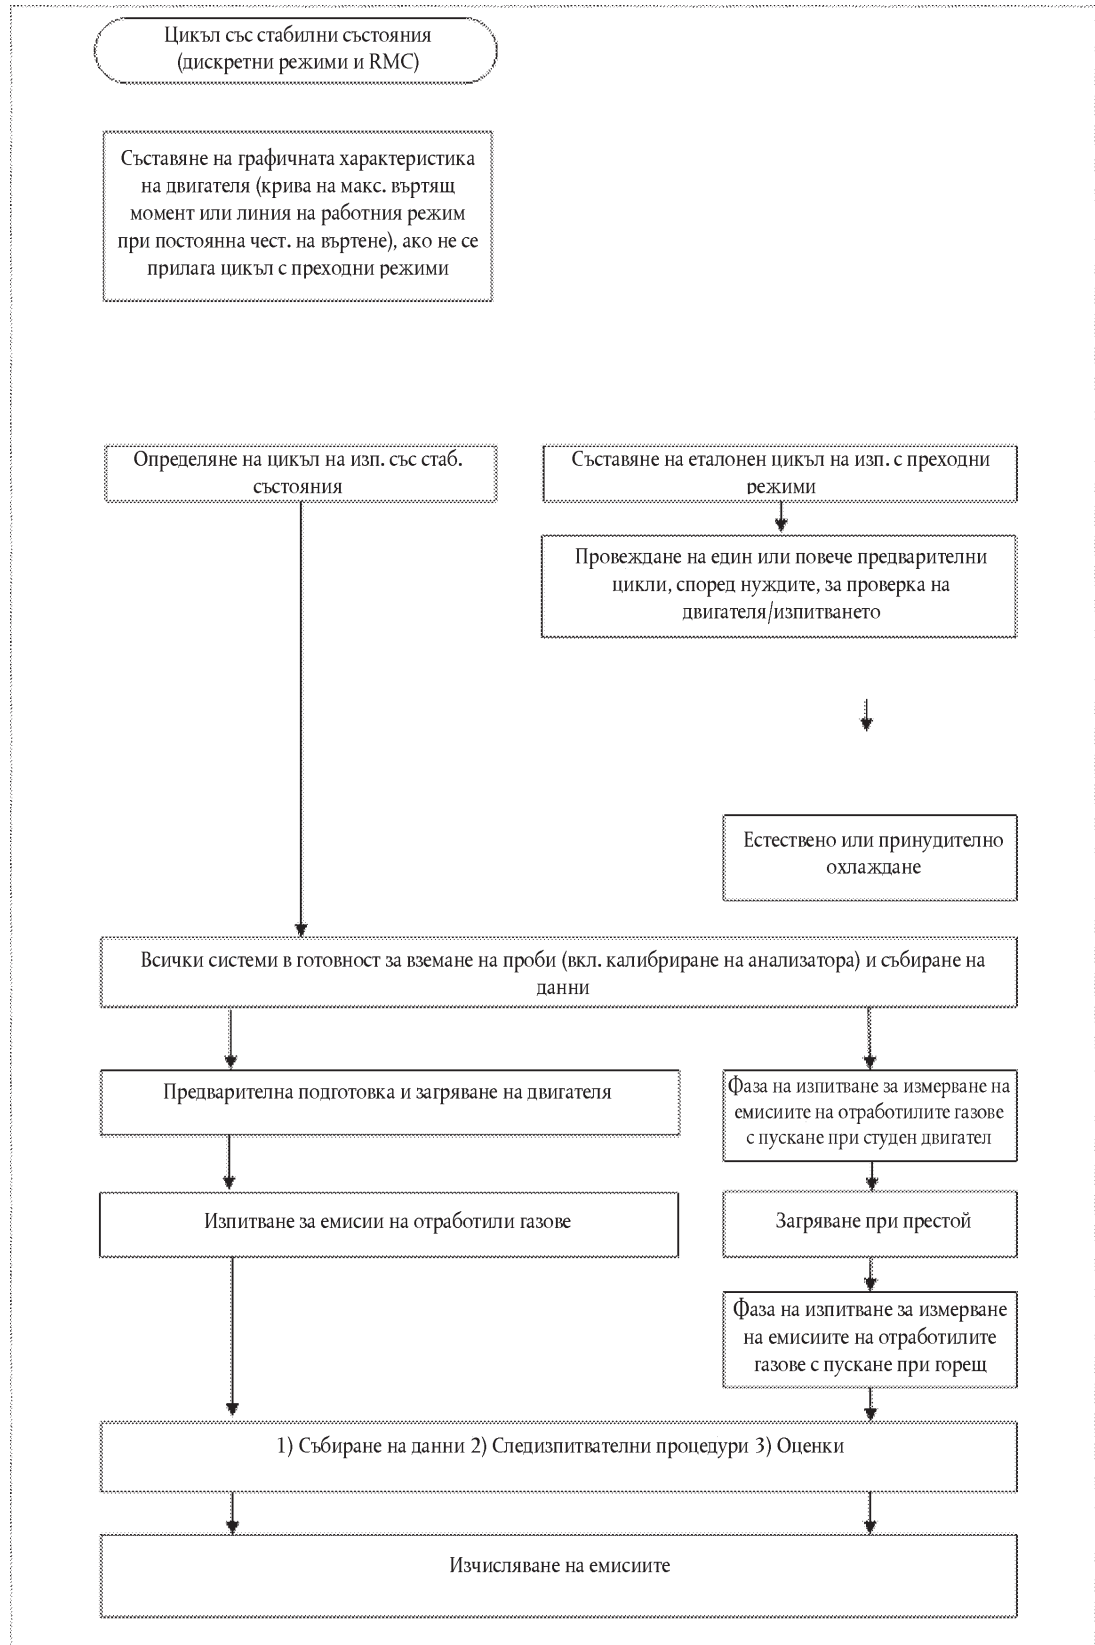 Цикъл със стабилни състояния
(дискретни режими и RMC)
Съставяне на графичната характеристика
на двигателя (крива на макс. въртящ
момент или линия на работния режим
при постоянна чест. на въртене), ако не се
прилага цикъл с преходни режими
Определяне на цикъл на изп. със стаб.
състояния
Съставяне на еталонен цикъл на изп. с преходни
режими
Провеждане на един или повече предварителни
цикли, според нуждите, за проверка на
двигателя/изпитването
Естествено или принудително
охлаждане
Всички системи в готовност за вземане на проби (вкл. калибриране на анализатора) и събиране на
данни
Предварителна подготовка и загряване на двигателя
Фаза на изпитване за измерване на
емисиите на отработилите газове
с пускане при студен двигател
Изпитване за емисии на отработили газове
Загряване при престой
Фаза на изпитване за измерване
на емисиите на отработилите
газове с пускане при горещ
1) Събиране на данни 2) Следизпитвателни процедури 3) Оценки
Изчисляване на емисиите